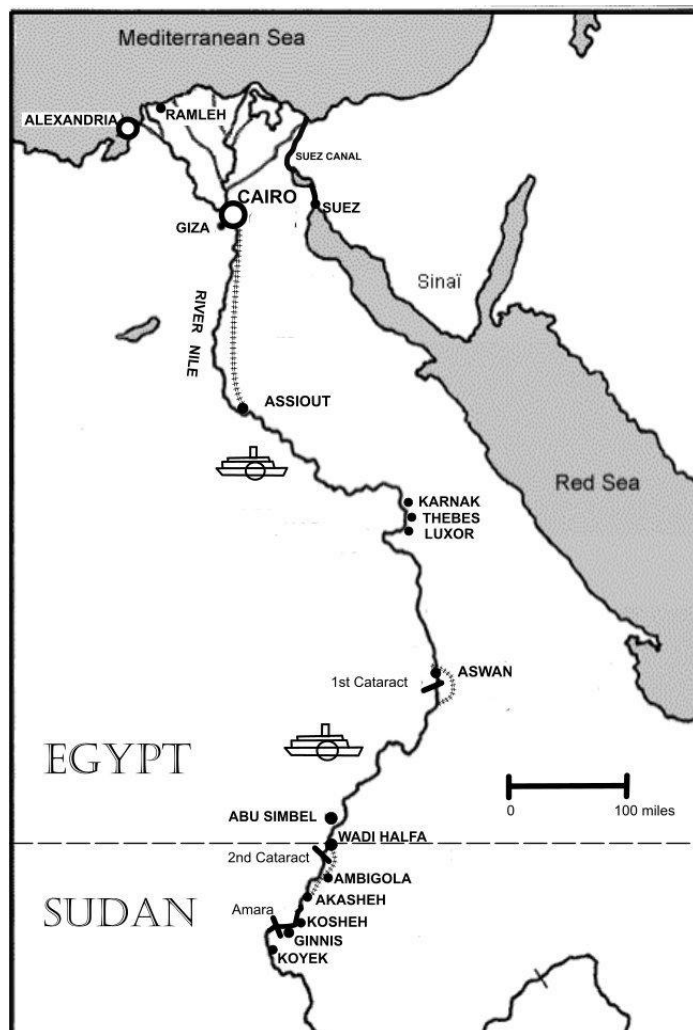 Mediterranean Sea
ALEXANDRIA
RAMLEH
SUEZ CANAL
CAIRO
SUEZ
GIZA
Sinaï
RIVER NILE
ASSIOUT
Red Sea
KARNAK
THEBES
LUXOR
ASWAN
1st Cataract
EGYPT
0 100 miles
ABU SIMBEL
WADI HALFA
2nd Cataract
AMBIGOLA
SUDAN
AKASHEH
Amara
KOSHEH
GINNIS
KOYEK